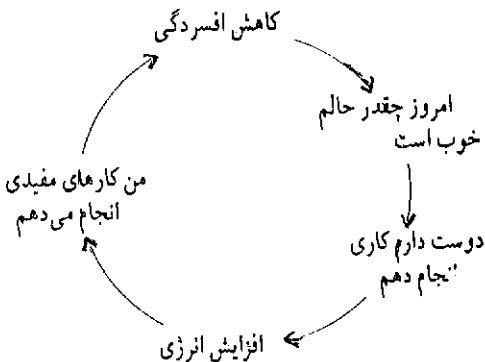 کاهش افسردگی
امروز چقدر حالم
خوب است
دوست دارم کاری
انجام دهم
افزایش انرژی
من کارهای مفیدی
انجام می‌دهم